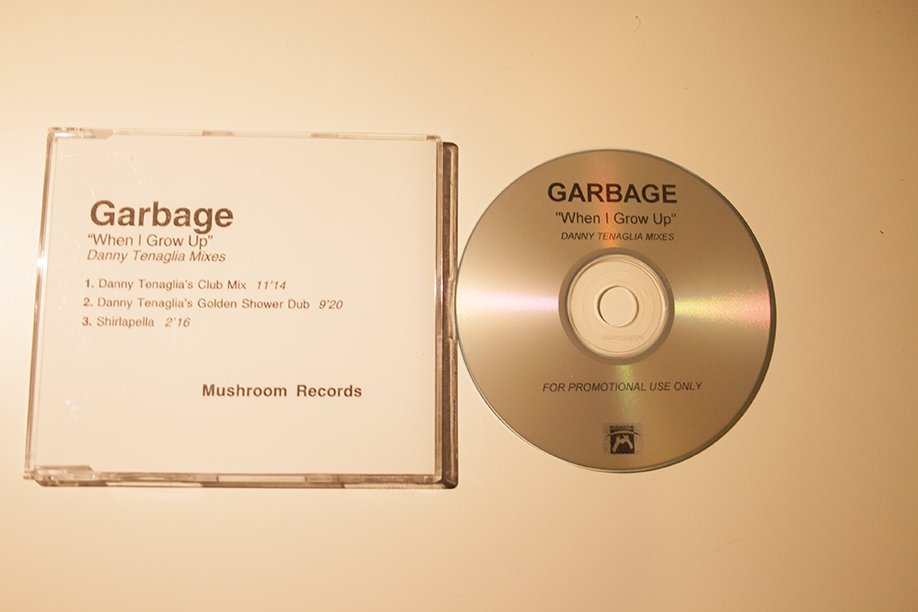 Garbage
"When I Grow Up"
Danny Tenaglia Mixes
1. Danny Tenaglia's Club Mix 11'14
2. Danny Tenaglia's Golden Shower Dub 9'20
3. Shirlapella 2'16
Mushroom Records
GARBAGE
"When I Grow Up"
DANNY TENAGLIA MIXES
FOR PROMOTIONAL USE ONLY